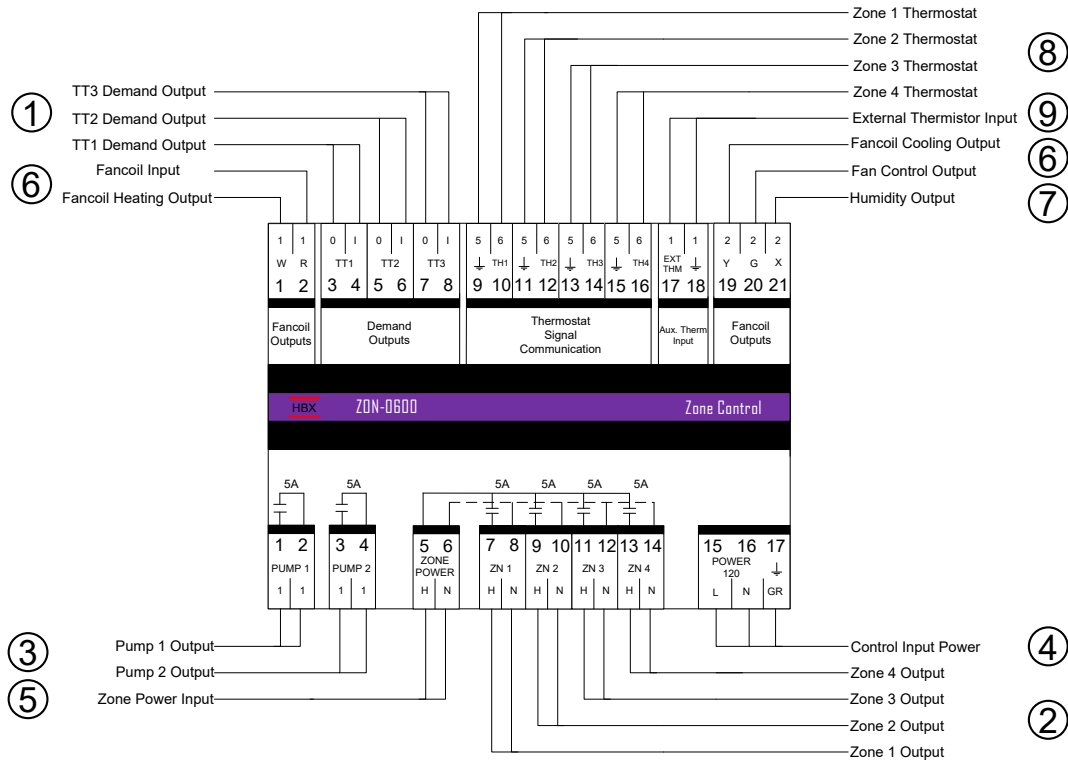 Zone 1 Thermostat
Zone 2 Thermostat
8
Zone 3 Thermostat
TT3 Demand Output
Zone 4 Thermostat
1
TT2 Demand Output
External Thermistor Input
9
TT1 Demand Output
Fancoil Cooling Output
6
Fancoil Input
Fan Control Output
6
Fancoil Heating Output
Humidity Output
7
1 1 0 I 0 I 0 I 5 6 5 6 5 6 5 6 1 1 2 2 2
W R TT1 TT2 TT3 TH1 TH2 TH3 TH4 EXT THM Y G X
1 2 3 4 5 6 7 8 9 10 11 12 13 14 15 16 17 18 19 20 21
Fancoil Outputs
Demand Outputs
Thermostat Signal Communication
Aux. Therm Input
Fancoil Outputs
HBX ZON-0600 Zone Control
5A 5A 5A 5A 5A 5A
1 2 3 4 5 6 7 8 9 10 11 12 13 14 15 16 17
PUMP 1 PUMP 2 ZONE POWER ZN 1 ZN 2 ZN 3 ZN 4 POWER 120
1 1 1 1 H N H N H N H N H N L N GR
3
Pump 1 Output
Control Input Power
4
Pump 2 Output
Zone 4 Output
5
Zone Power Input
Zone 3 Output
2
Zone 2 Output
Zone 1 Output